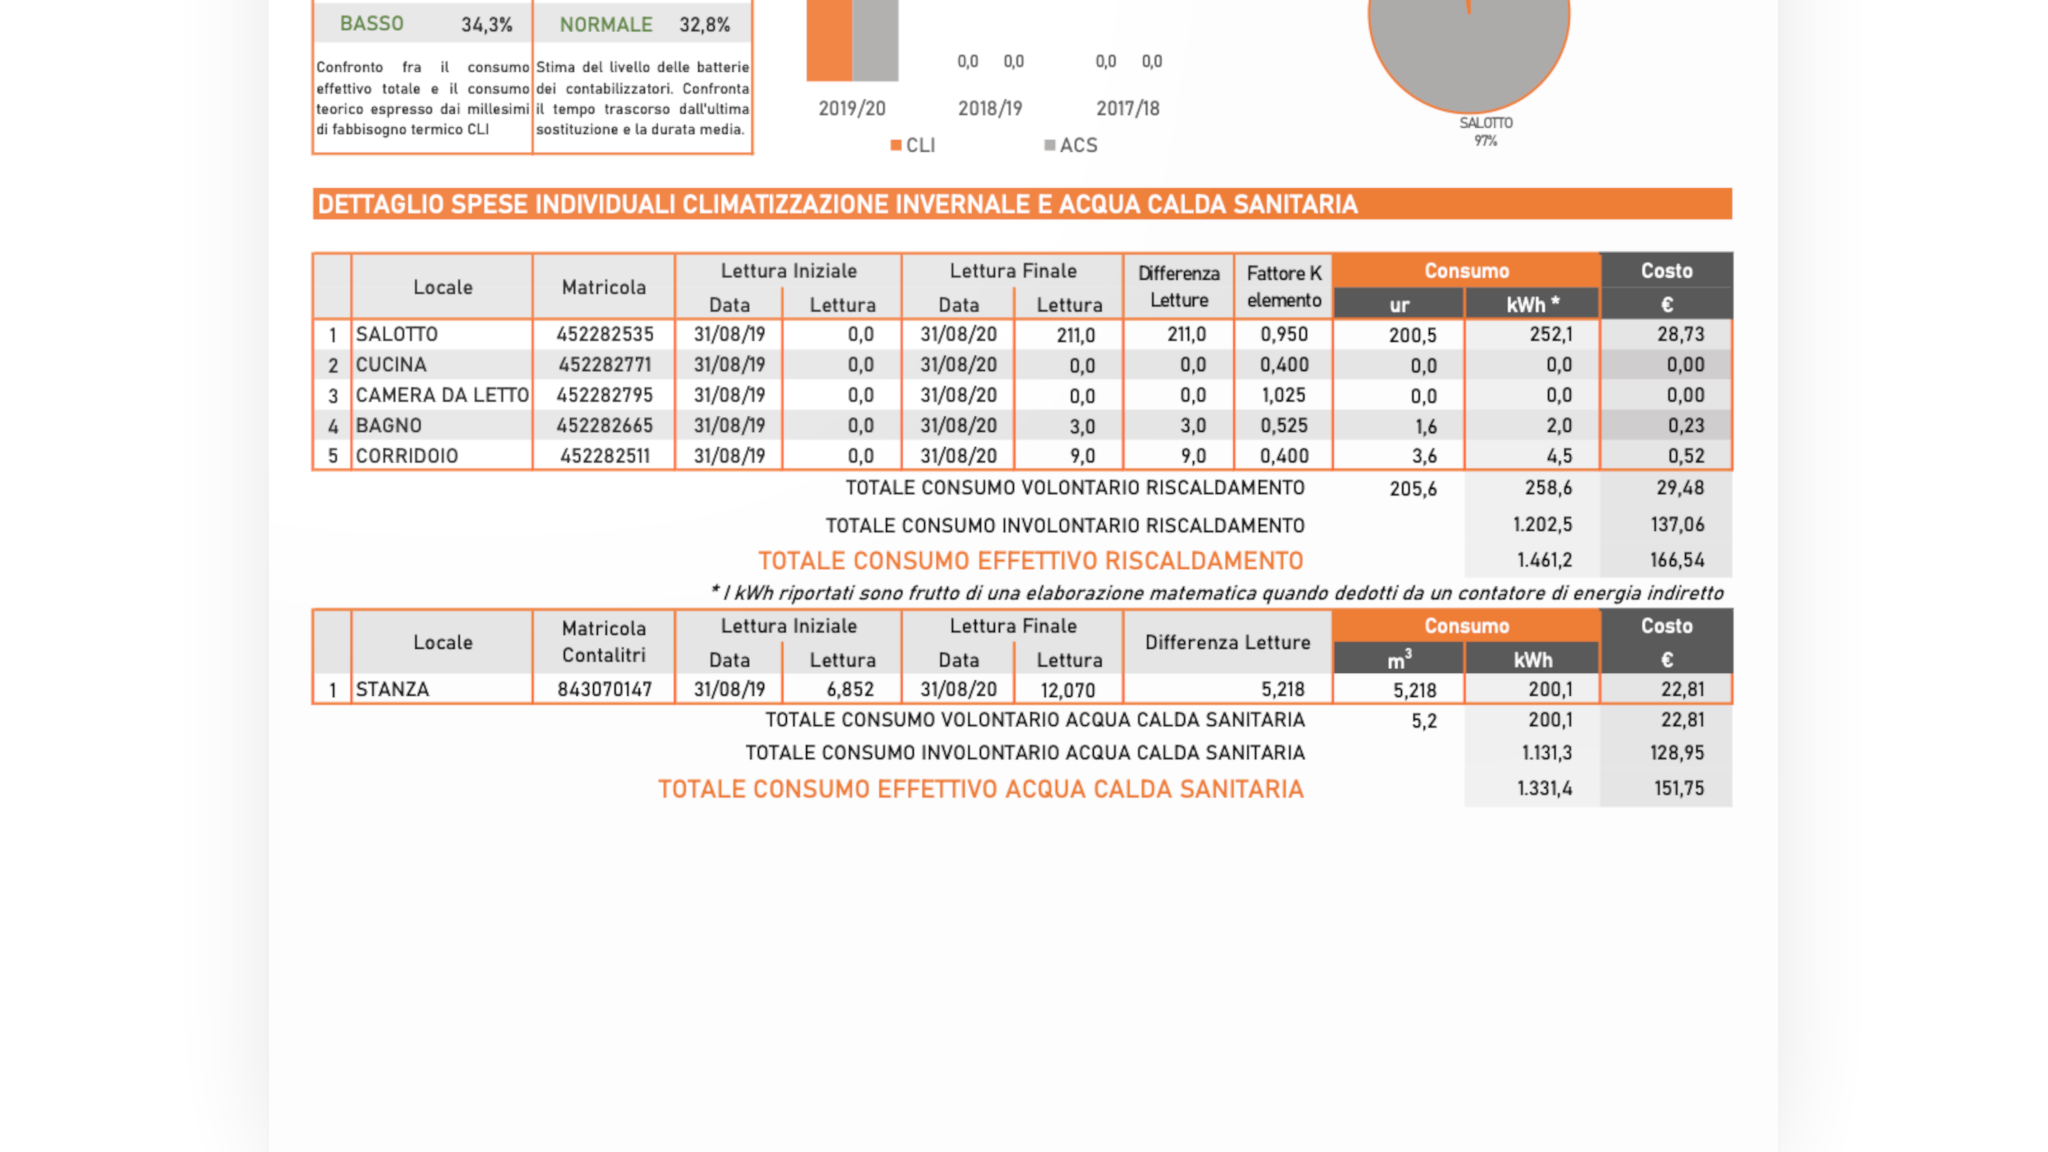 BASSO 34,3% NORMALE 32,8%
Confronto fra il consumo
effettivo totale e il consumo
teorico espresso dai millesimi
di fabbisogno termico CLI
Stima del livello delle batterie
dei contabilizzatori. Confronta
il tempo trascorso dall'ultima
sostituzione e la durata media.
0,0 0,0 0,0 0,0
2019/20 2018/19 2017/18
CLI ACS
SALOTTO
97%
DETTAGLIO SPESE INDIVIDUALI CLIMATIZZAZIONE INVERNALE E ACQUA CALDA SANITARIA
Locale Matricola Lettura Iniziale Lettura Finale Differenza Letture Fattore K elemento Consumo Costo
Data Lettura Data Lettura ur kWh * €
1 SALOTTO 452282535 31/08/19 0,0 31/08/20 211,0 211,0 0,950 200,5 252,1 28,73
2 CUCINA 452282771 31/08/19 0,0 31/08/20 0,0 0,0 0,400 0,0 0,0 0,00
3 CAMERA DA LETTO 452282795 31/08/19 0,0 31/08/20 0,0 0,0 1,025 0,0 0,0 0,00
4 BAGNO 452282665 31/08/19 0,0 31/08/20 3,0 3,0 0,525 1,6 2,0 0,23
5 CORRIDOIO 452282511 31/08/19 0,0 31/08/20 9,0 9,0 0,400 3,6 4,5 0,52
TOTALE CONSUMO VOLONTARIO RISCALDAMENTO 205,6 258,6 29,48
TOTALE CONSUMO INVOLONTARIO RISCALDAMENTO 1.202,5 137,06
TOTALE CONSUMO EFFETTIVO RISCALDAMENTO 1.461,2 166,54
* I kWh riportati sono frutto di una elaborazione matematica quando dedotti da un contatore di energia indiretto
Locale Matricola Contalitri Lettura Iniziale Lettura Finale Differenza Letture Consumo Costo
Data Lettura Data Lettura m³ kWh €
1 STANZA 843070147 31/08/19 6,852 31/08/20 12,070 5,218 5,218 200,1 22,81
TOTALE CONSUMO VOLONTARIO ACQUA CALDA SANITARIA 5,2 200,1 22,81
TOTALE CONSUMO INVOLONTARIO ACQUA CALDA SANITARIA 1.131,3 128,95
TOTALE CONSUMO EFFETTIVO ACQUA CALDA SANITARIA 1.331,4 151,75